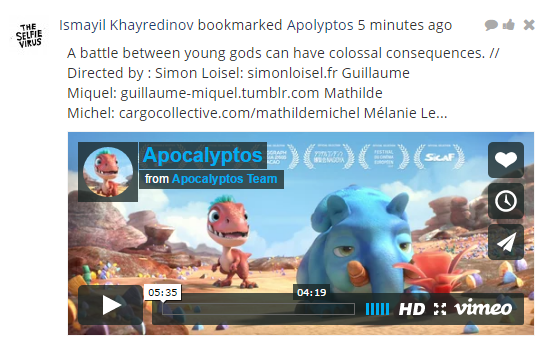 THE
SELFIE
VIRUS
Ismayil Khayredinov bookmarked Apolyptos 5 minutes ago
A battle between young gods can have colossal consequences. //
Directed by : Simon Loisel: simonloisel.fr Guillaume
Miquel: guillaume-miquel.tumblr.com Mathilde
Michel: cargocollective.com/mathildemichel Mélanie Le...
Apocalyptos
from Apocalyptos Team
05:35
04:19
HD vimeo